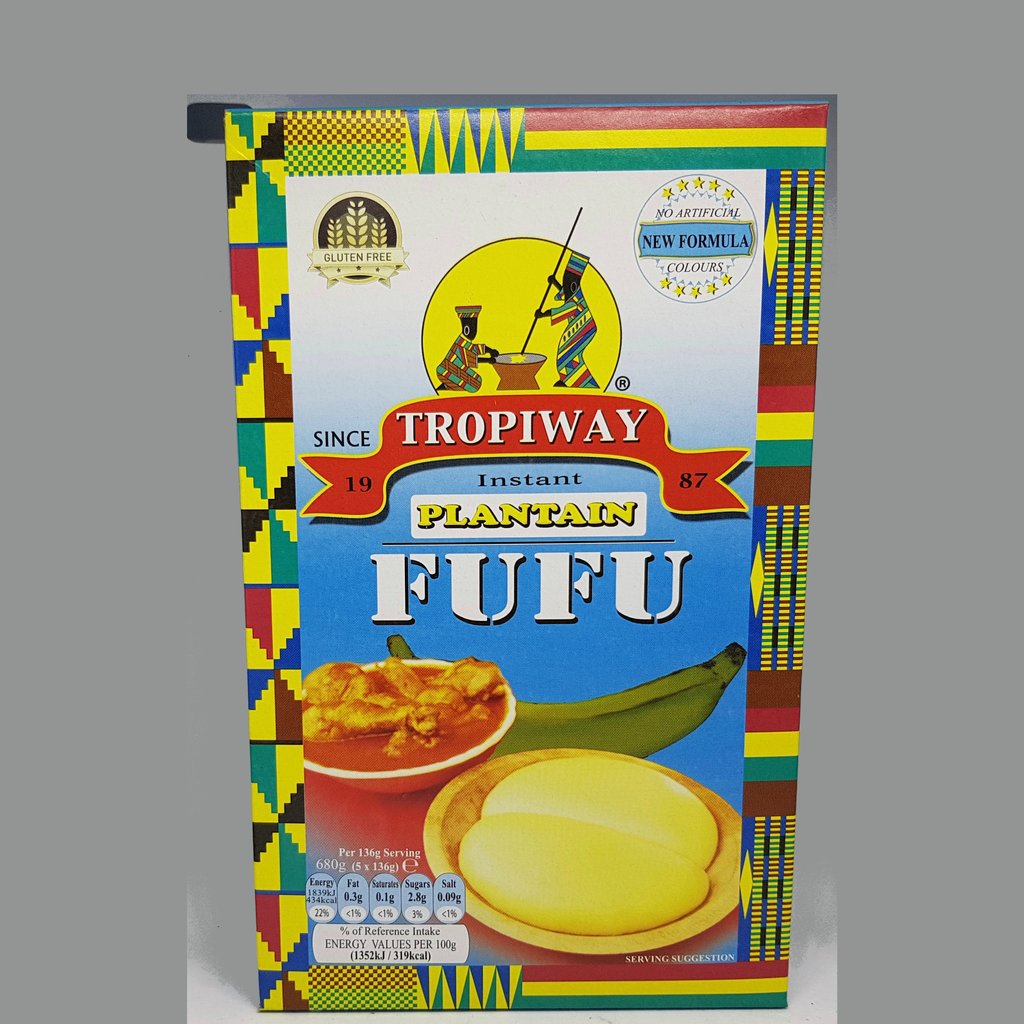 GLUTEN FREE
NO ARTIFICIAL
NEW FORMULA
COLOURS
®
SINCE
TROPIWAY
19 87
Instant
PLANTAIN
FUFU
Per 136g Serving
680g (5 x 136g) ℮
Energy Fat Saturates Sugars Salt
1839kJ
434kcal 0.3g 0.1g 2.8g 0.09g
22% <1% <1% 3% <1%
% of Reference Intake
ENERGY VALUES PER 100g
(1352kJ / 319kcal)
SERVING SUGGESTION